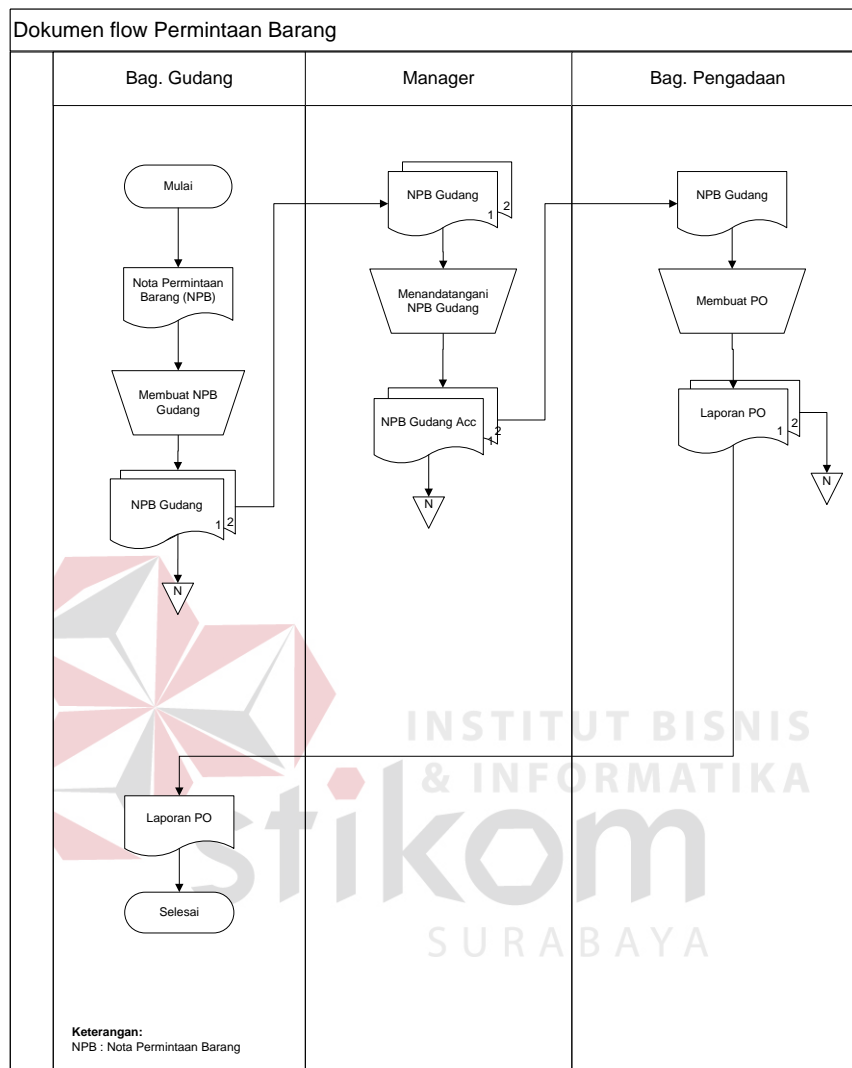 Dokumen flow Permintaan Barang
Bag. Gudang
Manager
Bag. Pengadaan
Mulai
Nota Permintaan
Barang (NPB)
Membuat NPB
Gudang
NPB Gudang
1
2
N
NPB Gudang
1
2
Menandatangani
NPB Gudang
NPB Gudang Acc
1
2
N
NPB Gudang
Membuat PO
Laporan PO
1
2
N
Laporan PO
Selesai
INSTITUT BISNIS
& INFORMATIKA
stikom
SURABAYA
Keterangan:
NPB : Nota Permintaan Barang